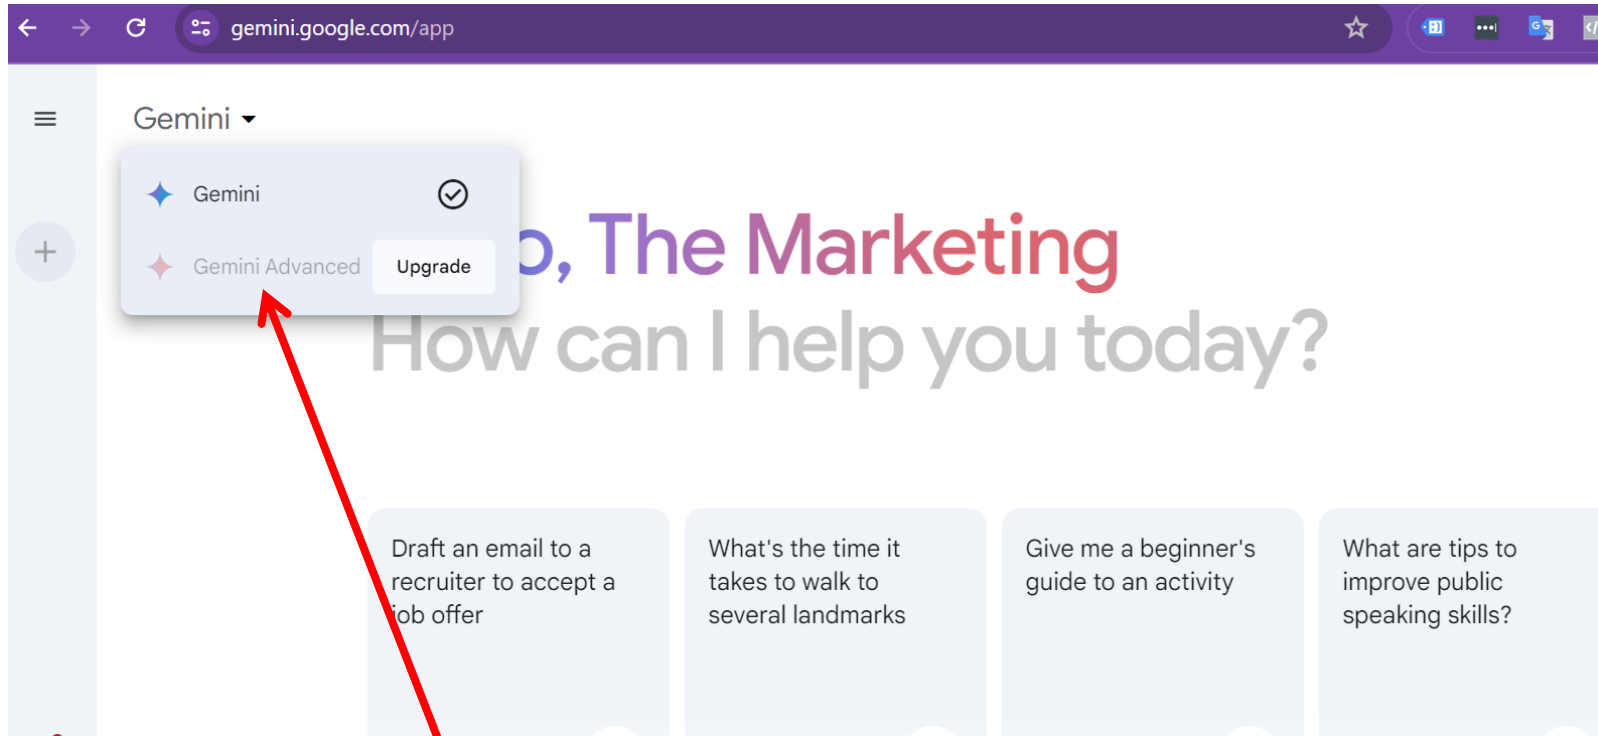 gemini.google.com/app
Gemini
Gemini
Gemini Advanced Upgrade
o, The Marketing
How can I help you today?
Draft an email to a
recruiter to accept a
job offer
What's the time it
takes to walk to
several landmarks
Give me a beginner's
guide to an activity
What are tips to
improve public
speaking skills?